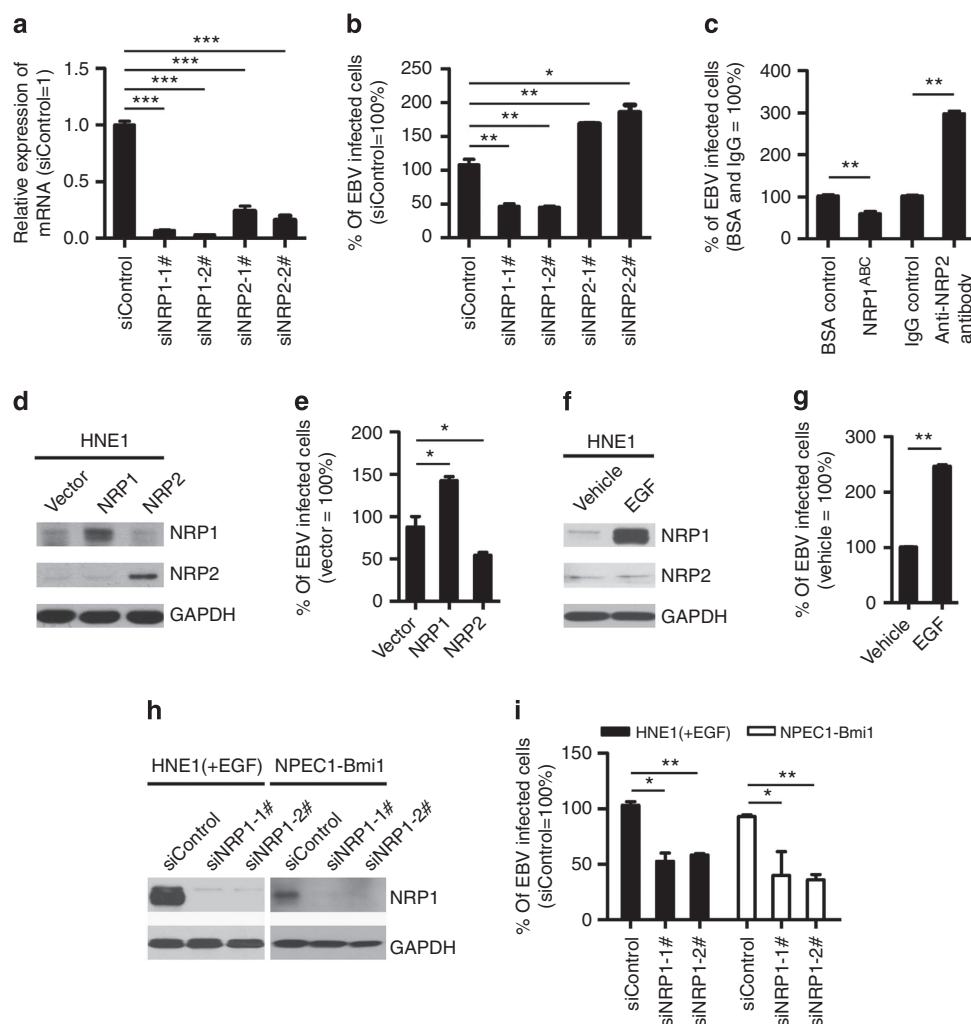 a
Relative expression of
mRNA (siControl=1)
1.5
1.0
0.5
0.0
***
***
***
***
siControl
siNRP1-1#
siNRP1-2#
siNRP2-1#
siNRP2-2#
b
% Of EBV infected cells
(siControl=100%)
250
200
150
100
50
0
*
**
**
**
siControl
siNRP1-1#
siNRP1-2#
siNRP2-1#
siNRP2-2#
c
% of EBV infected cells
(BSA and IgG = 100%)
400
300
200
100
0
**
**
BSA control
NRP1ABC
IgG control
Anti-NRP2
antibody
d
HNE1
Vector
NRP1
NRP2
NRP1
NRP2
GAPDH
e
% Of EBV infected cells
(vector = 100%)
200
150
100
50
0
*
*
Vector
NRP1
NRP2
f
HNE1
Vehicle
EGF
NRP1
NRP2
GAPDH
g
% Of EBV infected cells
(vehicle = 100%)
300
200
100
0
**
Vehicle
EGF
h
HNE1(+EGF)
NPEC1-Bmi1
siControl
siNRP1-1#
siNRP1-2#
siControl
siNRP1-1#
siNRP1-2#
NRP1
GAPDH
i
HNE1(+EGF)
NPEC1-Bmi1
% Of EBV infected cells
(siControl=100%)
150
100
50
0
**
*
**
*
siControl
siNRP1-1#
siNRP1-2#
siControl
siNRP1-1#
siNRP1-2#